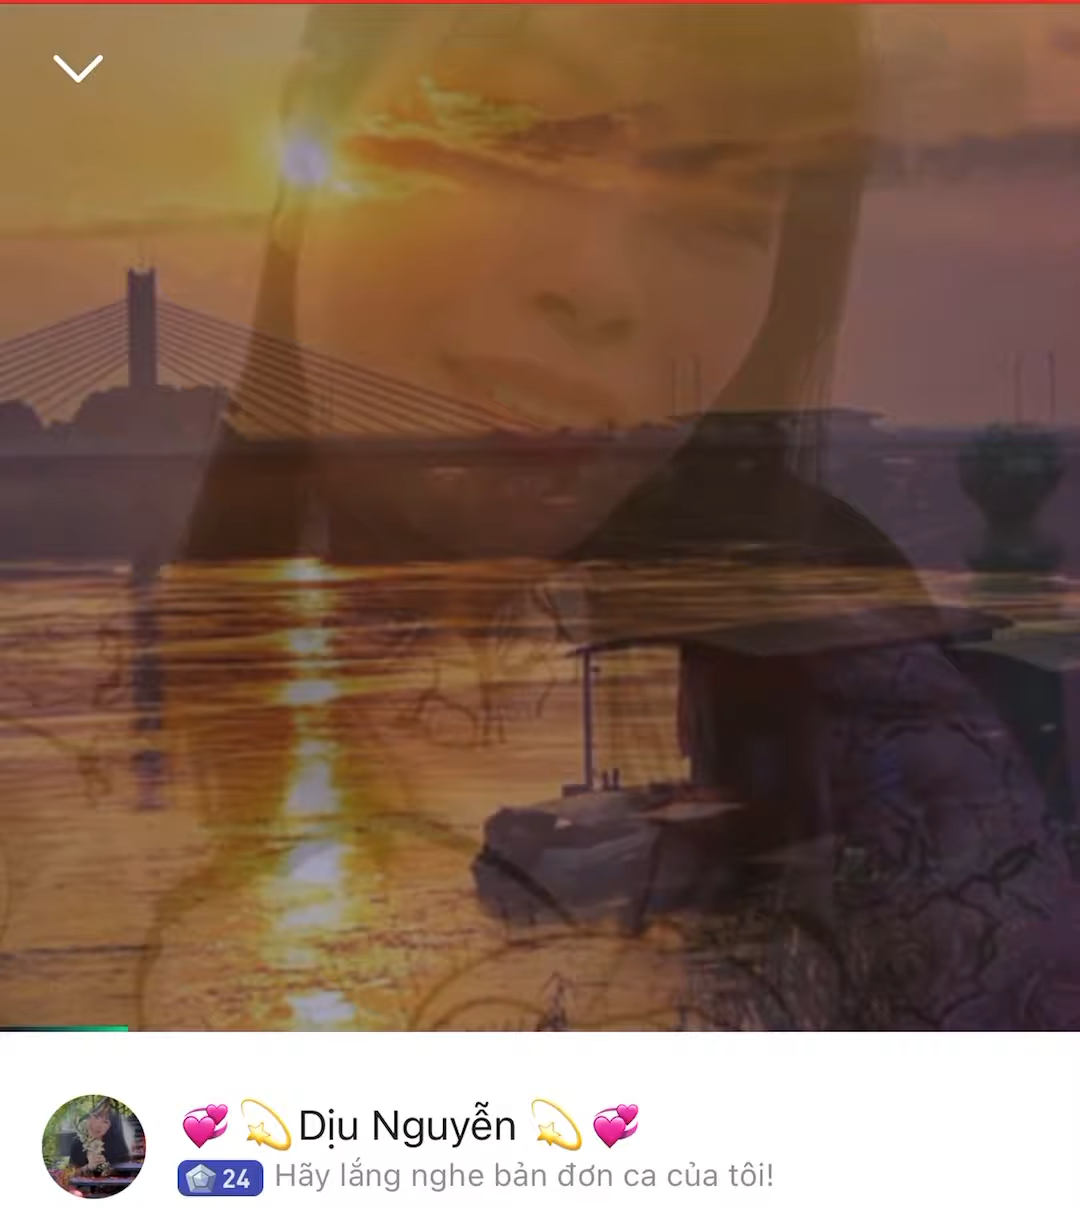 💞 💫Dịu Nguyễn 💫 💞
24 Hãy lắng nghe bản đơn ca của tôi!